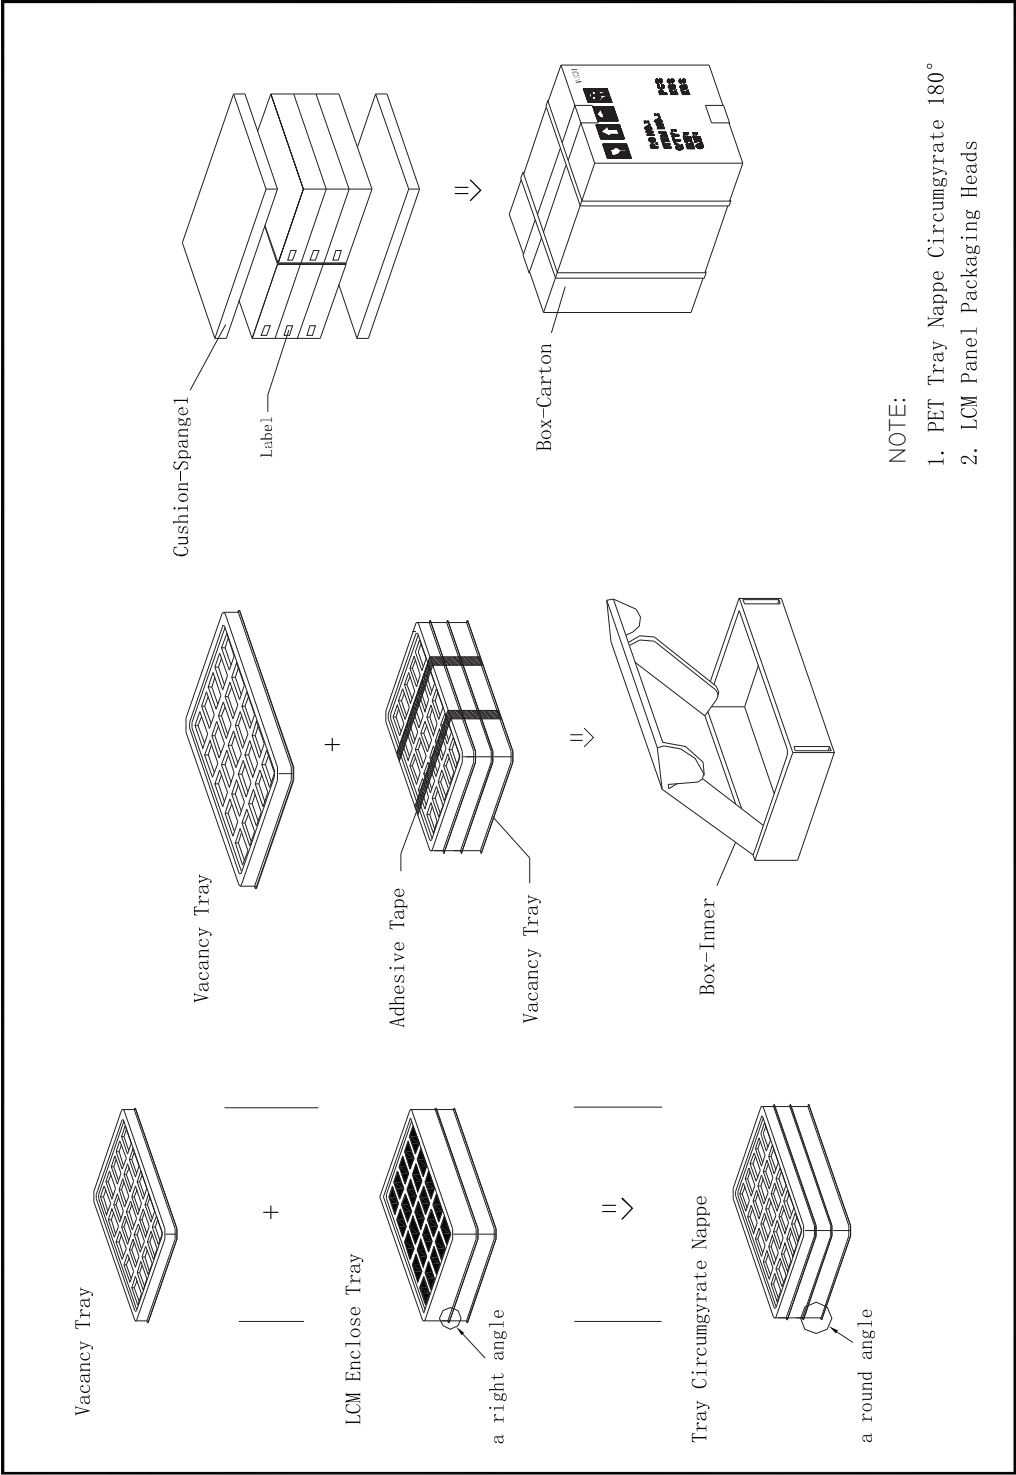 Vacancy Tray
+
LCM Enclose Tray
a right angle
Tray Circumgyrate Nappe
a round angle
Vacancy Tray
+
Adhesive Tape
Vacancy Tray
Box-Inner
Cushion-Spangel
Label
Box-Carton
NOTE:
1. PET Tray Nappe Circumgyrate 180°
2. LCM Panel Packaging Heads